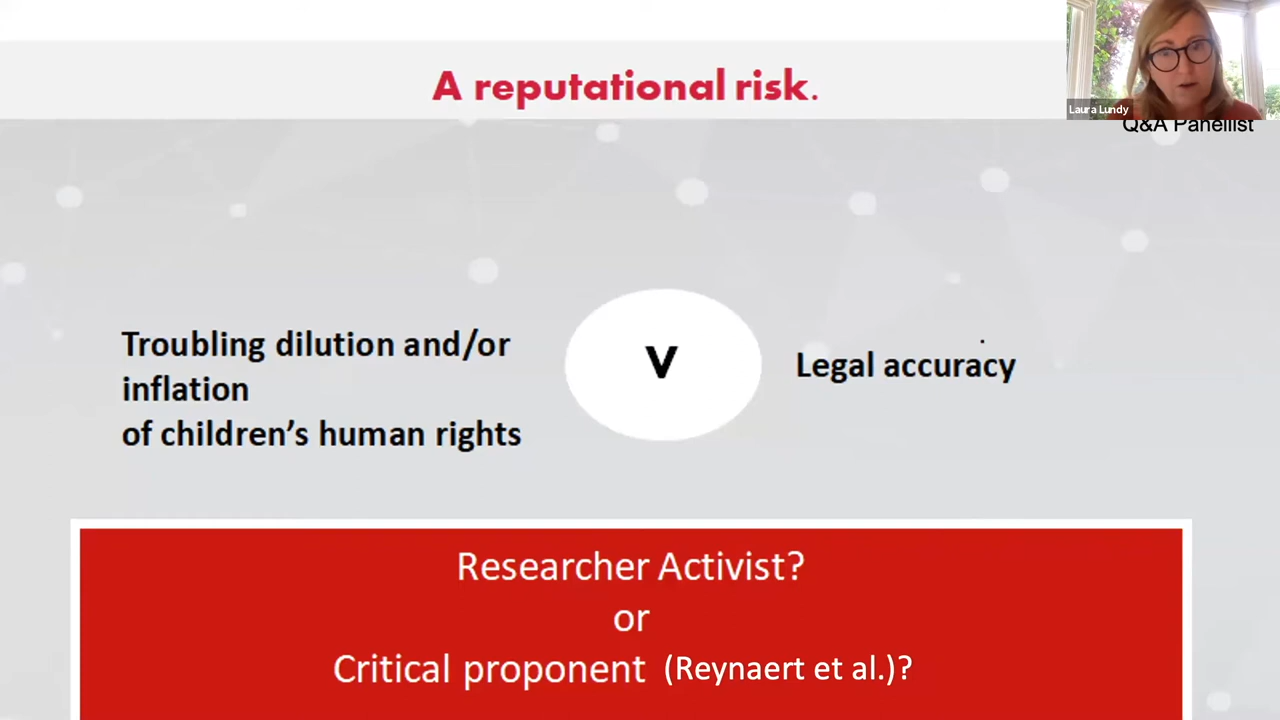 A reputational risk.
Laura Lundy
Q&A Panellist
Troubling dilution and/or
inflation
of children's human rights
V
Legal accuracy
Researcher Activist?
or
Critical proponent (Reynaert et al.)?